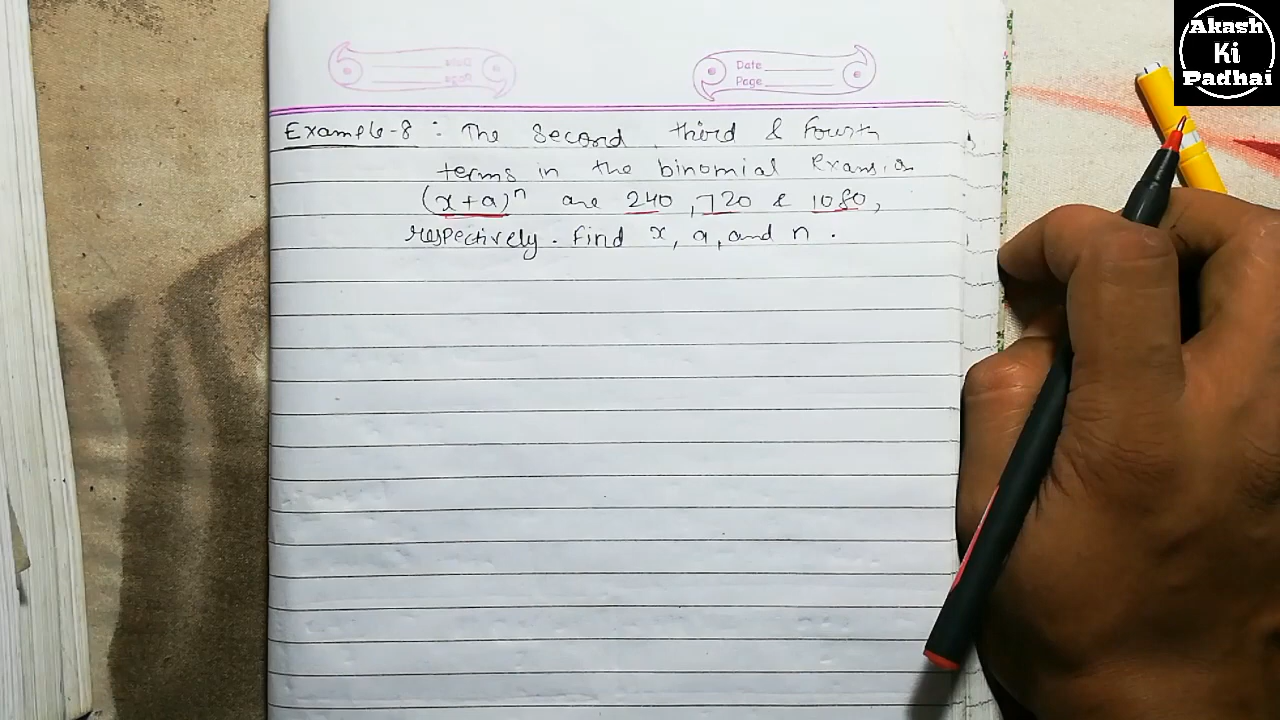 Akash
Ki
Padhai
Date
Page
Example-8 : The second, third & fourth
terms in the binomial
(x+a)ⁿ are 240, 720 & 1080,
respectively. Find x, a, and n.